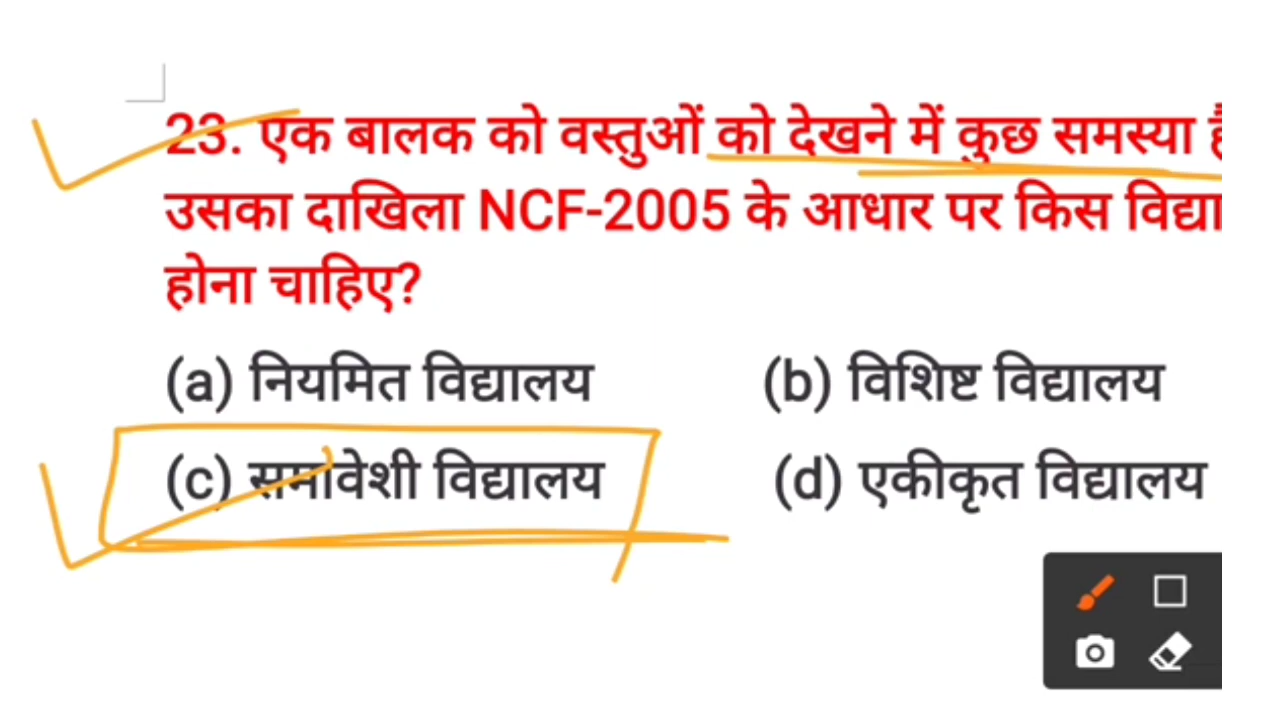 23. एक बालक को वस्तुओं को देखने में कुछ समस्या
उसका दाखिला NCF-2005 के आधार पर किस
होना चाहिए?
(a) नियमित विद्यालय (b) विशिष्ट विद्यालय
(c) समावेशी विद्यालय (d) एकीकृत विद्यालय